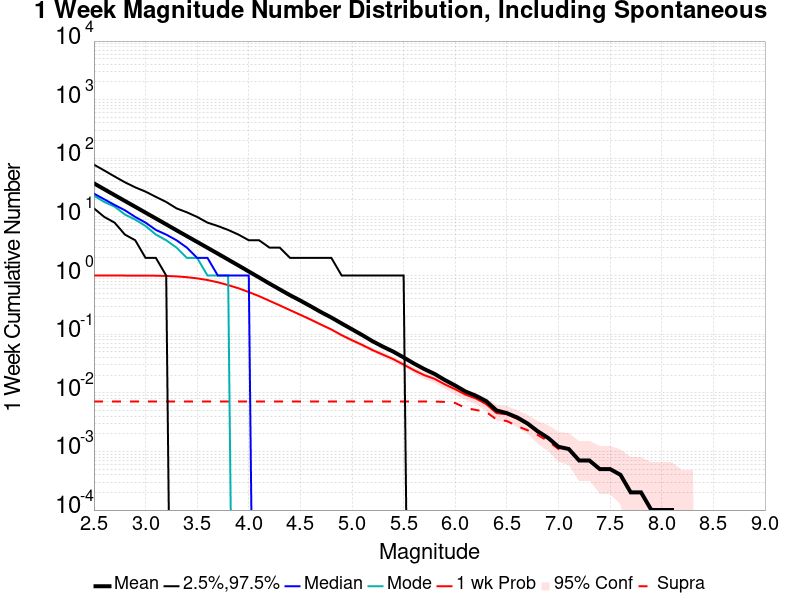 1 Week Magnitude Number Distribution, Including Spontaneous
1 Week Cumulative Number
10 4
10 3
10 2
10 1
10 0
10 -1
10 -2
10 -3
10 -4
2.5 3.0 3.5 4.0 4.5 5.0 5.5 6.0 6.5 7.0 7.5 8.0 8.5 9.0
Magnitude
Mean 2.5%,97.5% Median Mode 1 wk Prob 95% Conf Supra